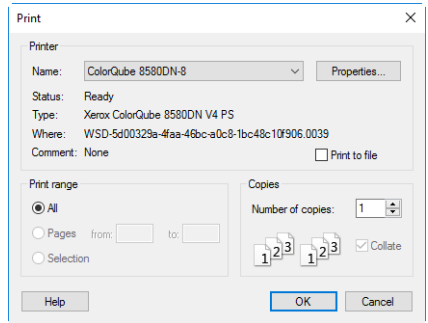 Print
Printer
Name: ColorQube 8580DN-8 Properties...
Status: Ready
Type: Xerox ColorQube 8580DN V4 PS
Where: WSD-5d00329a-4faa-46bc-a0c8-1bc48c10f906.0039
Comment: None Print to file
Print range
All
Pages from: to:
Selection
Copies
Number of copies: 1
1 2 3 1 2 3 Collate
Help OK Cancel